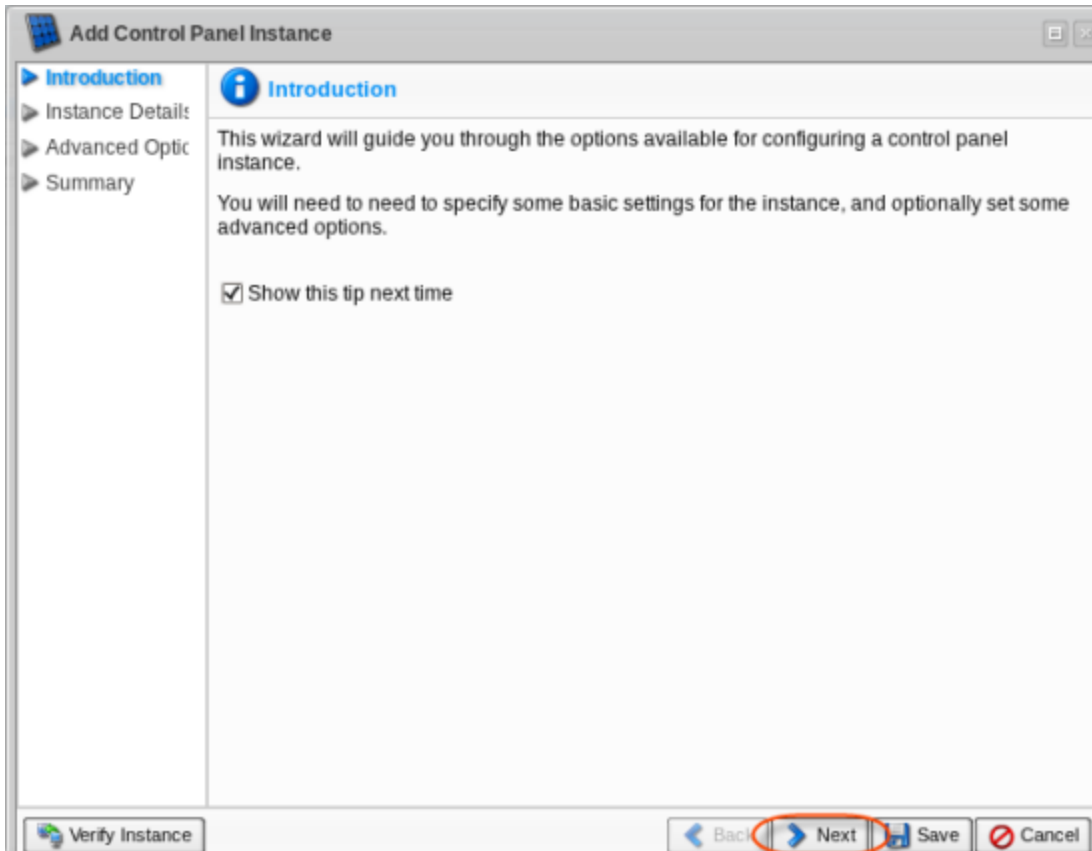 Add Control Panel Instance
Introduction
Instance Details
Advanced Optic
Summary
Introduction
This wizard will guide you through the options available for configuring a control panel
instance.
You will need to need to specify some basic settings for the instance, and optionally set some
advanced options.
Show this tip next time
Verify Instance
Back
Next
Save
Cancel